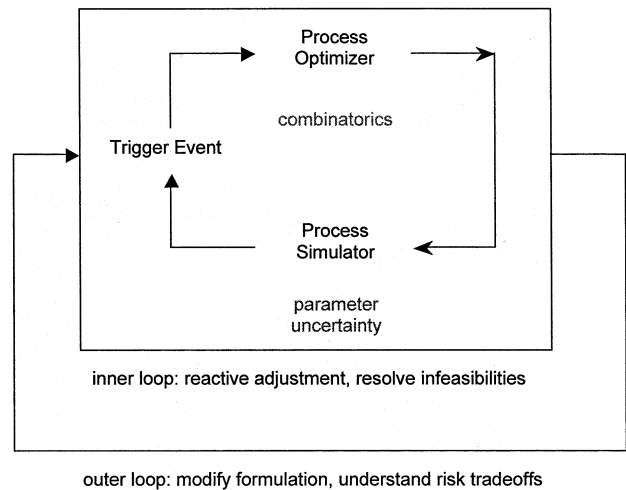 Process
Optimizer
combinatorics
Trigger Event
Process
Simulator
parameter
uncertainty
inner loop: reactive adjustment, resolve infeasibilities
outer loop: modify formulation, understand risk tradeoffs